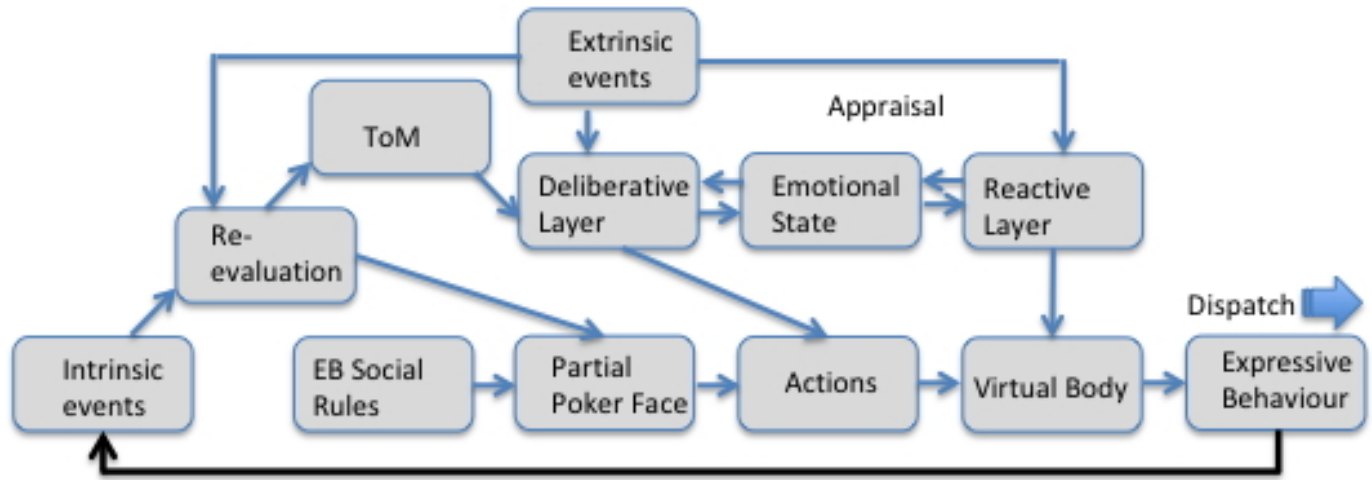 Extrinsic
events
Appraisal
ToM
Deliberative
Layer
Emotional
State
Reactive
Layer
Re-
evaluation
Dispatch
Intrinsic
events
EB Social
Rules
Partial
Poker Face
Actions
Virtual Body
Expressive
Behaviour